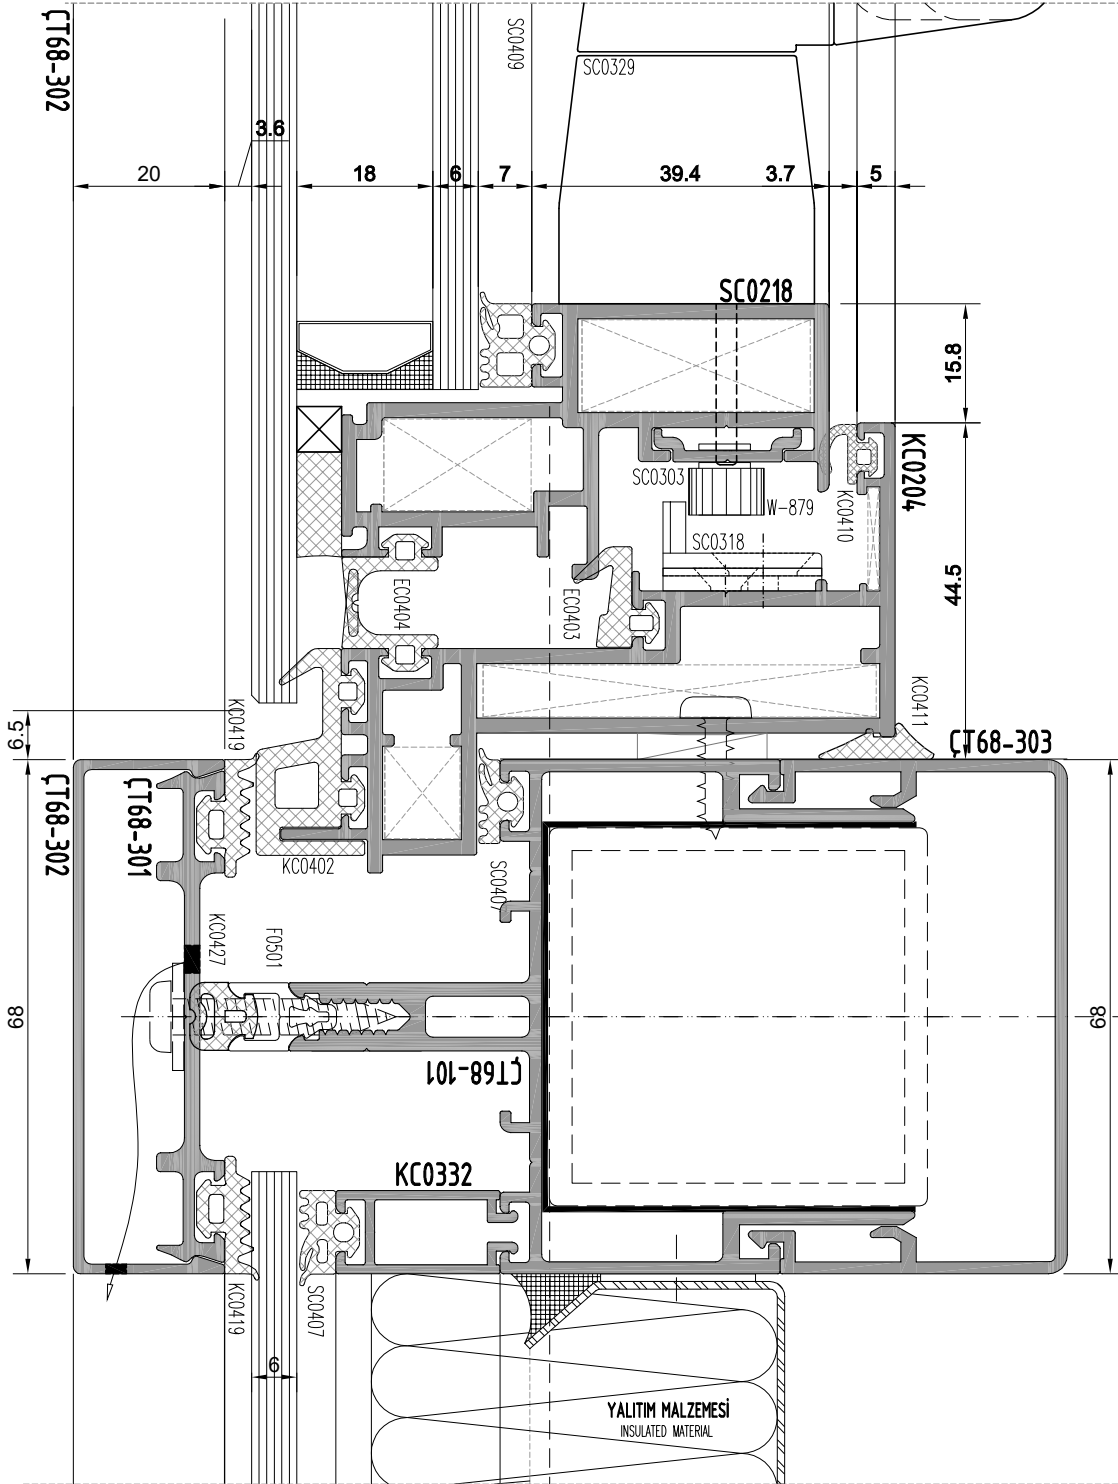 ÇT68-302
SC0409
SC0329
3.6
20
18
6
7
39.4
3.7
5
SC0218
15.8
KC0204
SC0303
W-879
KC0410
SC0318
44.5
EC0404
EC0403
KC0419
KC0411
6.5
ÇT68-303
ÇT68-302
ÇT68-301
KC0402
SC0407
KC0427
F0501
68
68
ÇT68-101
KC0332
KC0419
SC0407
6
YALITIM MALZEMESİ
INSULATED MATERIAL